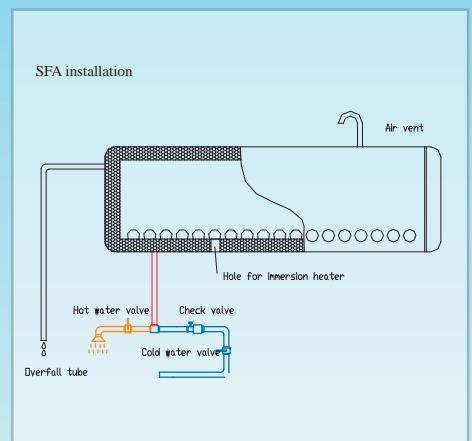 SFA installation
Air vent
Hole for immersion heater
Hot water valve
Check valve
Cold water valve
Overfall tube